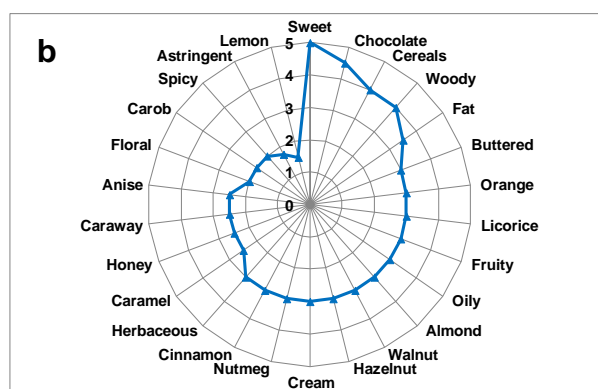 b
Sweet
Chocolate
Cereals
Woody
Fat
Buttered
Orange
Licorice
Fruity
Oily
Almond
Walnut
Hazelnut
Cream
Nutmeg
Cinnamon
Herbaceous
Caramel
Honey
Caraway
Anise
Floral
Carob
Spicy
Astringent
Lemon
5
4
3
2
1
0